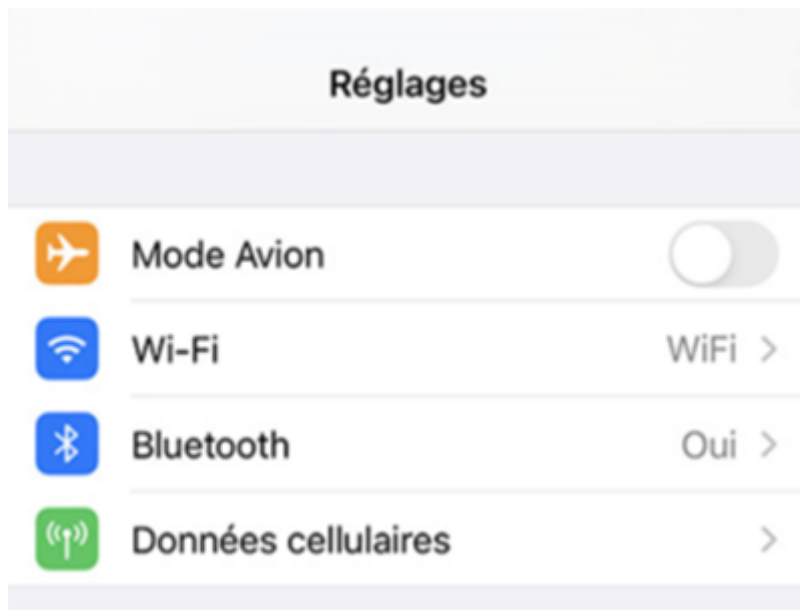 Réglages
Mode Avion
Wi-Fi WiFi
Bluetooth Oui
Données cellulaires